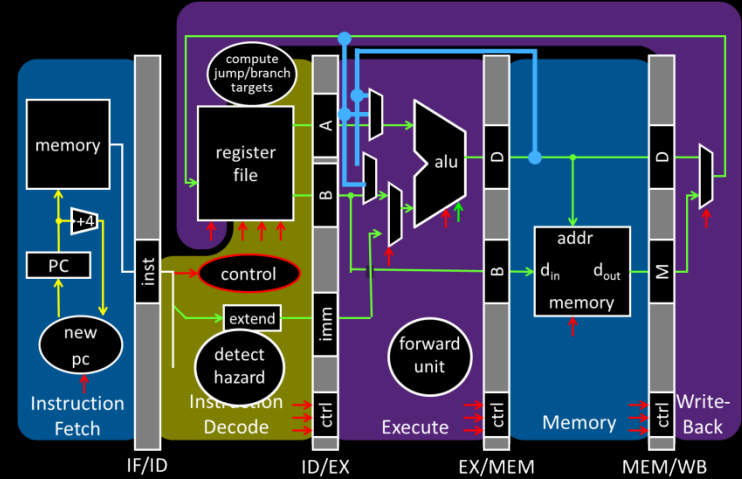 compute
jump/branch
targets
memory
register
file
A
B
alu
D
D
+4
PC
inst
control
addr
d_in d_out
memory
B
M
extend
imm
new
pc
detect
hazard
forward
unit
Instruction
Fetch
Instruction
Decode
ctrl
Execute
ctrl
Memory
ctrl
Write-
Back
IF/ID
ID/EX
EX/MEM
MEM/WB